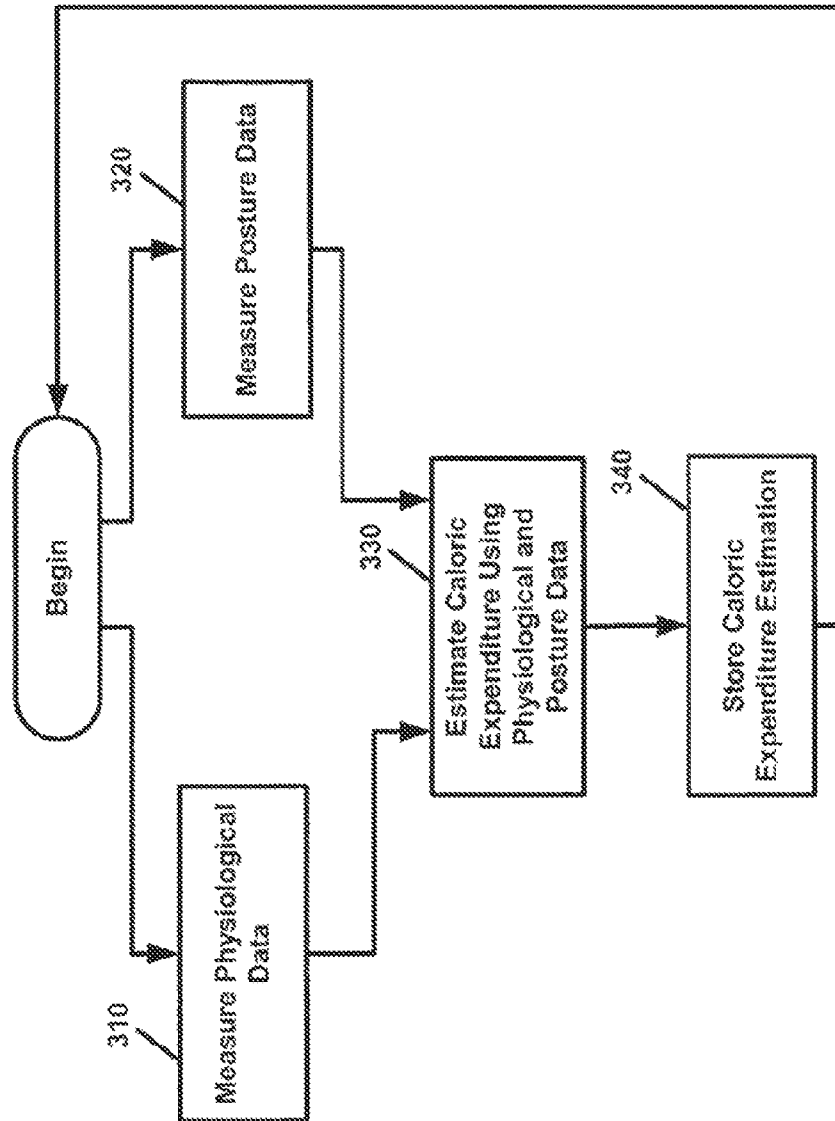 Begin
310
Measure Physiological
Data
320
Measure Posture Data
330
Estimate Caloric
Expenditure Using
Physiological and
Posture Data
340
Store Caloric
Expenditure Estimation